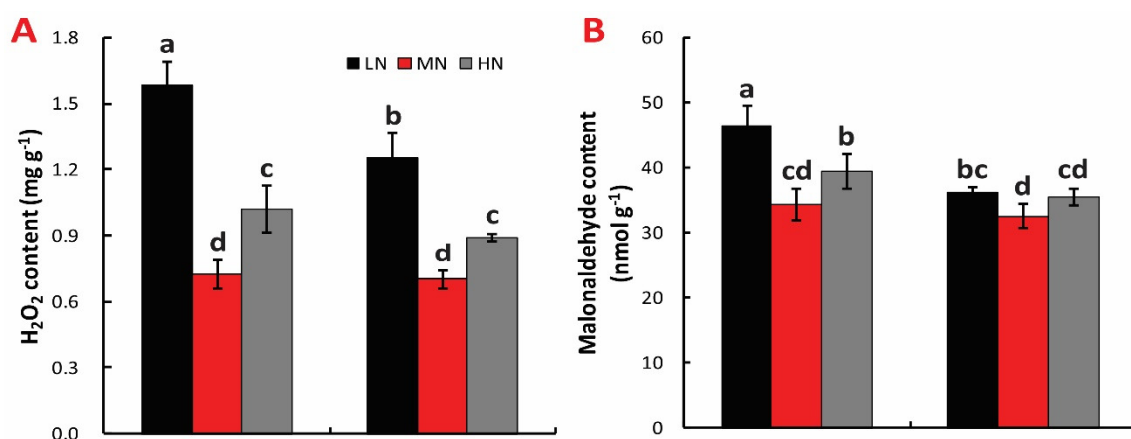 A
H₂O₂ content (mg g⁻¹)
1.8
1.5
1.2
0.9
0.6
0.3
0.0
LN MN HN
a
d
c
b
d
c
B
Malonaldehyde content
(nmol g⁻¹)
60
50
40
30
20
10
0
a
cd
b
bc
d
cd